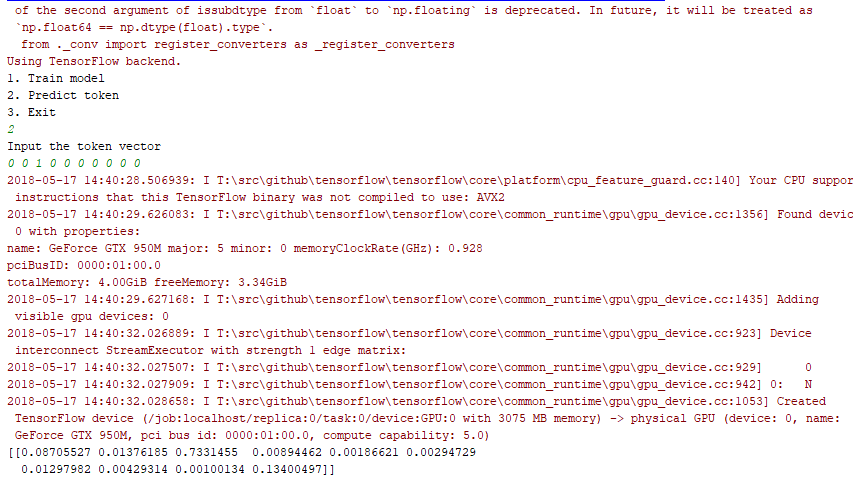 of the second argument of issubdtype from `float` to `np.floating` is deprecated. In future, it will be treated as
`np.float64 == np.dtype(float).type`.
from ._conv import register_converters as _register_converters
Using TensorFlow backend.
1. Train model
2. Predict token
3. Exit
2
Input the token vector
0 0 1 0 0 0 0 0 0 0
2018-05-17 14:40:28.506939: I T:\src\github\tensorflow\tensorflow\core\platform\cpu_feature_guard.cc:140] Your CPU suppor
instructions that this TensorFlow binary was not compiled to use: AVX2
2018-05-17 14:40:29.626083: I T:\src\github\tensorflow\tensorflow\core\common_runtime\gpu\gpu_device.cc:1356] Found devic
0 with properties:
name: GeForce GTX 950M major: 5 minor: 0 memoryClockRate(GHz): 0.928
pciBusID: 0000:01:00.0
totalMemory: 4.00GiB freeMemory: 3.34GiB
2018-05-17 14:40:29.627168: I T:\src\github\tensorflow\tensorflow\core\common_runtime\gpu\gpu_device.cc:1435] Adding
visible gpu devices: 0
2018-05-17 14:40:32.026889: I T:\src\github\tensorflow\tensorflow\core\common_runtime\gpu\gpu_device.cc:923] Device
interconnect StreamExecutor with strength 1 edge matrix:
2018-05-17 14:40:32.027507: I T:\src\github\tensorflow\tensorflow\core\common_runtime\gpu\gpu_device.cc:929]      0
2018-05-17 14:40:32.027909: I T:\src\github\tensorflow\tensorflow\core\common_runtime\gpu\gpu_device.cc:942] 0:   N
2018-05-17 14:40:32.028658: I T:\src\github\tensorflow\tensorflow\core\common_runtime\gpu\gpu_device.cc:1053] Created
TensorFlow device (/job:localhost/replica:0/task:0/device:GPU:0 with 3075 MB memory) -> physical GPU (device: 0, name:
GeForce GTX 950M, pci bus id: 0000:01:00.0, compute capability: 5.0)
[[0.08705527 0.01376185 0.7331455  0.00894462 0.00186621 0.00294729
0.01297982 0.00429314 0.00100134 0.13400497]]